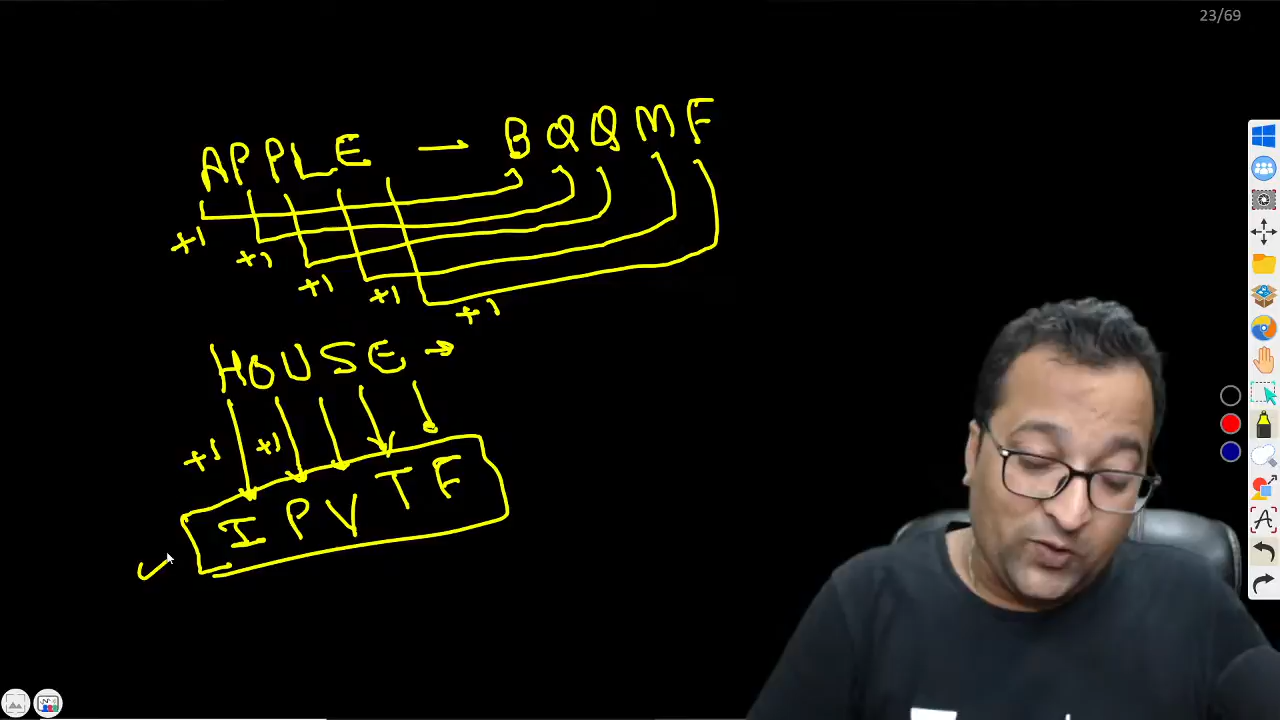 23/69
APPLE → BQQMF
+1 +1 +1 +1 +1
HOUSE →
+1 +1
IPVTF